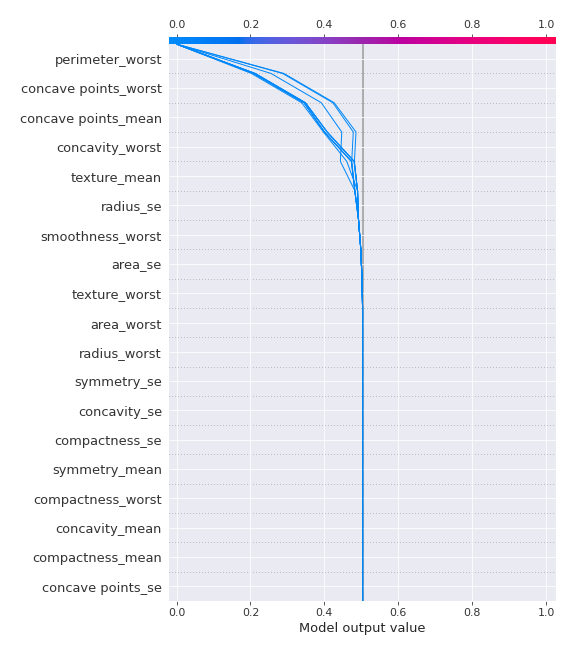 0.0 0.2 0.4 0.6 0.8 1.0
perimeter_worst
concave points_worst
concave points_mean
concavity_worst
texture_mean
radius_se
smoothness_worst
area_se
texture_worst
area_worst
radius_worst
symmetry_se
concavity_se
compactness_se
symmetry_mean
compactness_worst
concavity_mean
compactness_mean
concave points_se
0.0 0.2 0.4 0.6 0.8 1.0
Model output value